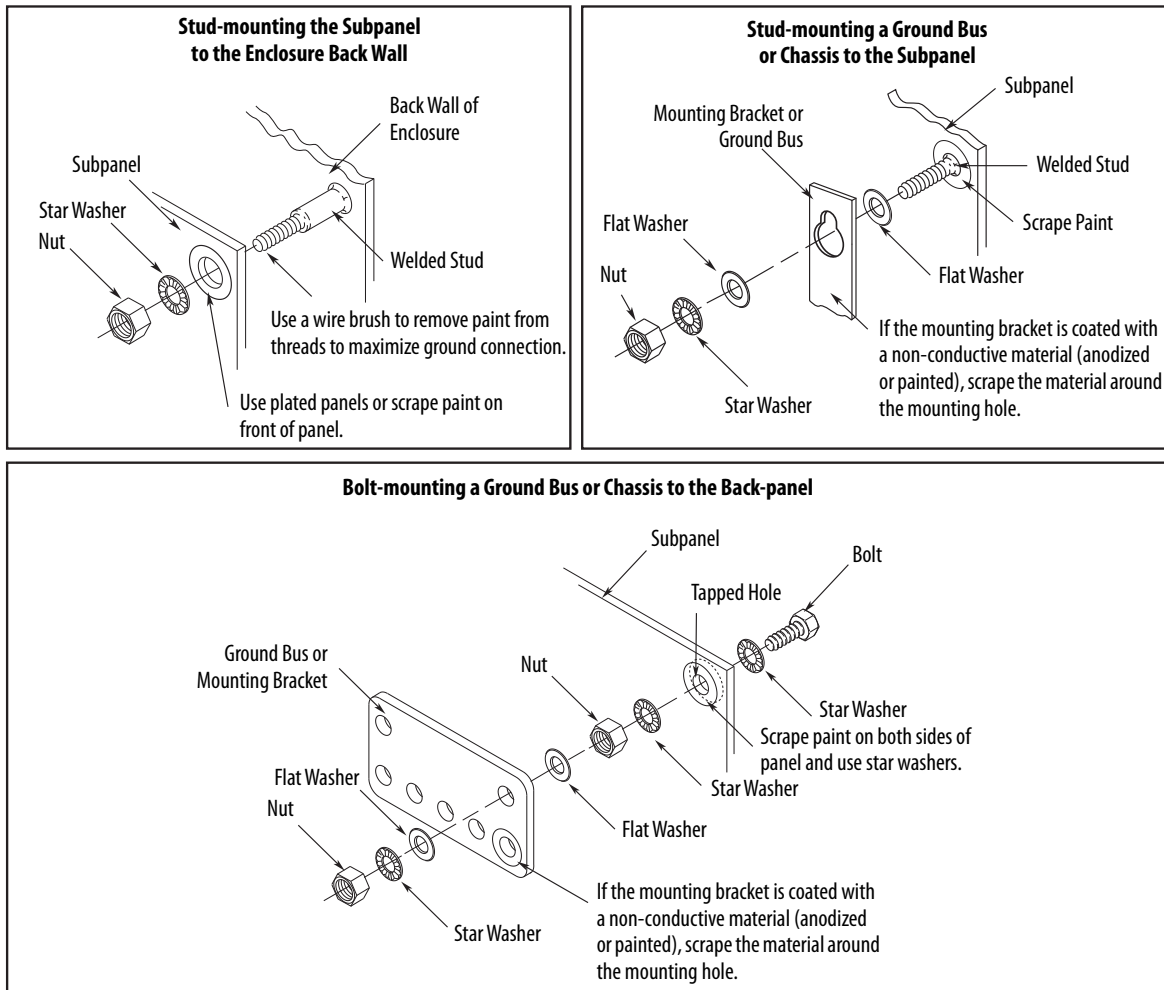 Stud-mounting the Subpanel
to the Enclosure Back Wall
Back Wall of
Enclosure
Subpanel
Star Washer
Nut
Welded Stud
Use a wire brush to remove paint from
threads to maximize ground connection.
Use plated panels or scrape paint on
front of panel.
Stud-mounting a Ground Bus
or Chassis to the Subpanel
Subpanel
Mounting Bracket or
Ground Bus
Welded Stud
Scrape Paint
Flat Washer
Flat Washer
Nut
If the mounting bracket is coated with
a non-conductive material (anodized
or painted), scrape the material around
the mounting hole.
Star Washer
Bolt-mounting a Ground Bus or Chassis to the Back-panel
Subpanel
Bolt
Tapped Hole
Ground Bus or
Mounting Bracket
Nut
Star Washer
Scrape paint on both sides of
panel and use star washers.
Star Washer
Flat Washer
Nut
Flat Washer
Star Washer
If the mounting bracket is coated with
a non-conductive material (anodized
or painted), scrape the material around
the mounting hole.